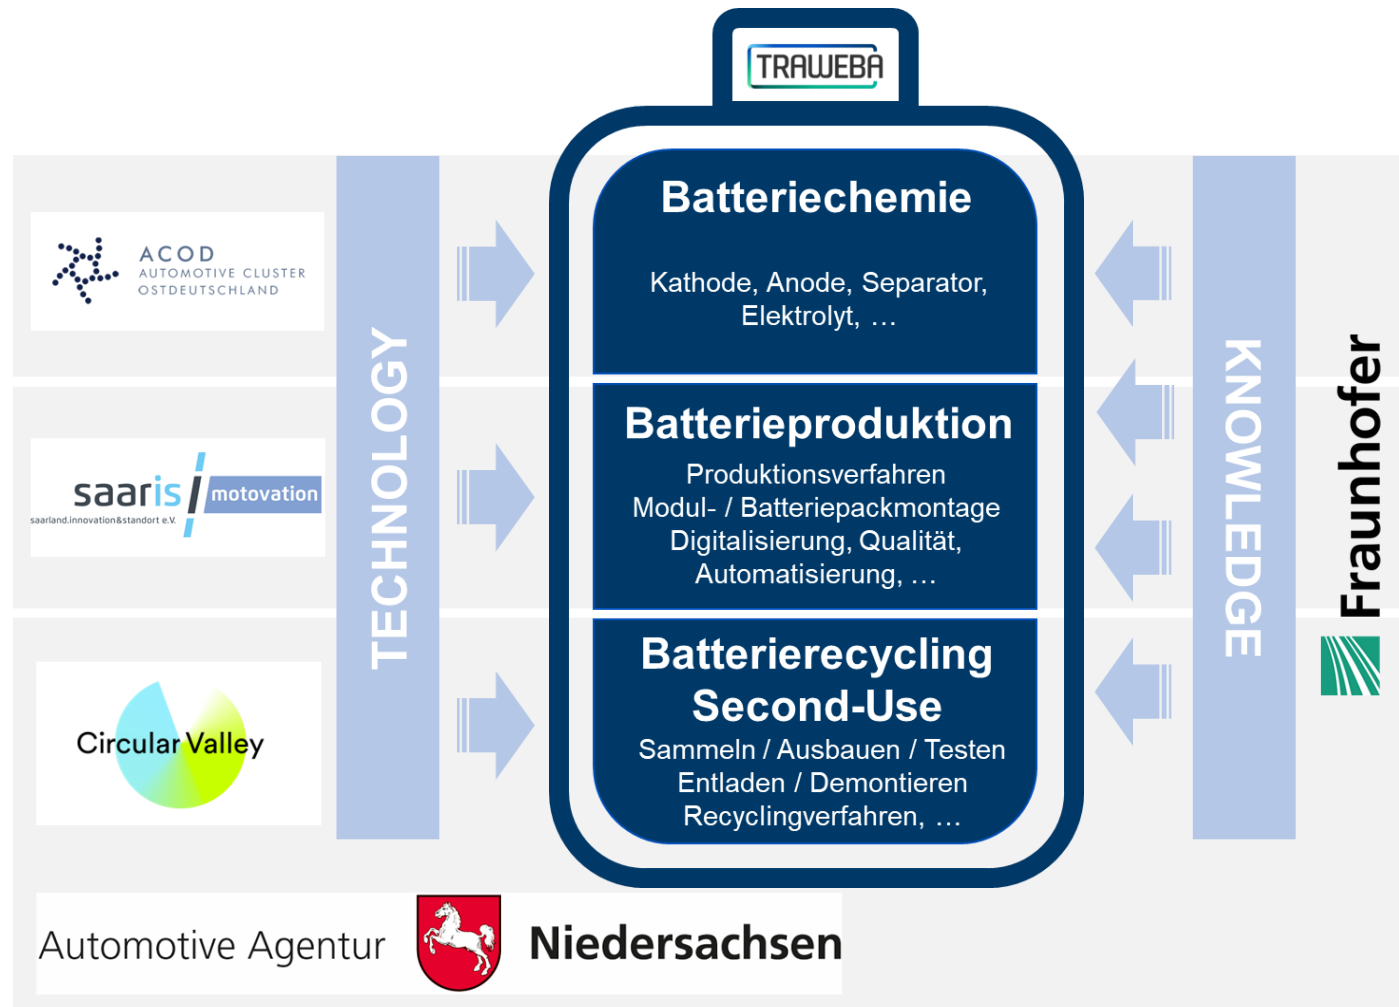 TRAWEBA
Batteriechemie
Kathode, Anode, Separator,
Elektrolyt, …
Batterieproduktion
Produktionsverfahren
Modul- / Batteriepackmontage
Digitalisierung, Qualität,
Automatisierung, …
Batterierecycling
Second-Use
Sammeln / Ausbauen / Testen
Entladen / Demontieren
Recyclingverfahren, …
ACOD
AUTOMOTIVE CLUSTER
OSTDEUTSCHLAND
saaris motovation
saarland.innovation&standort e.V.
Circular Valley
TECHNOLOGY
KNOWLEDGE
Fraunhofer
Automotive Agentur Niedersachsen